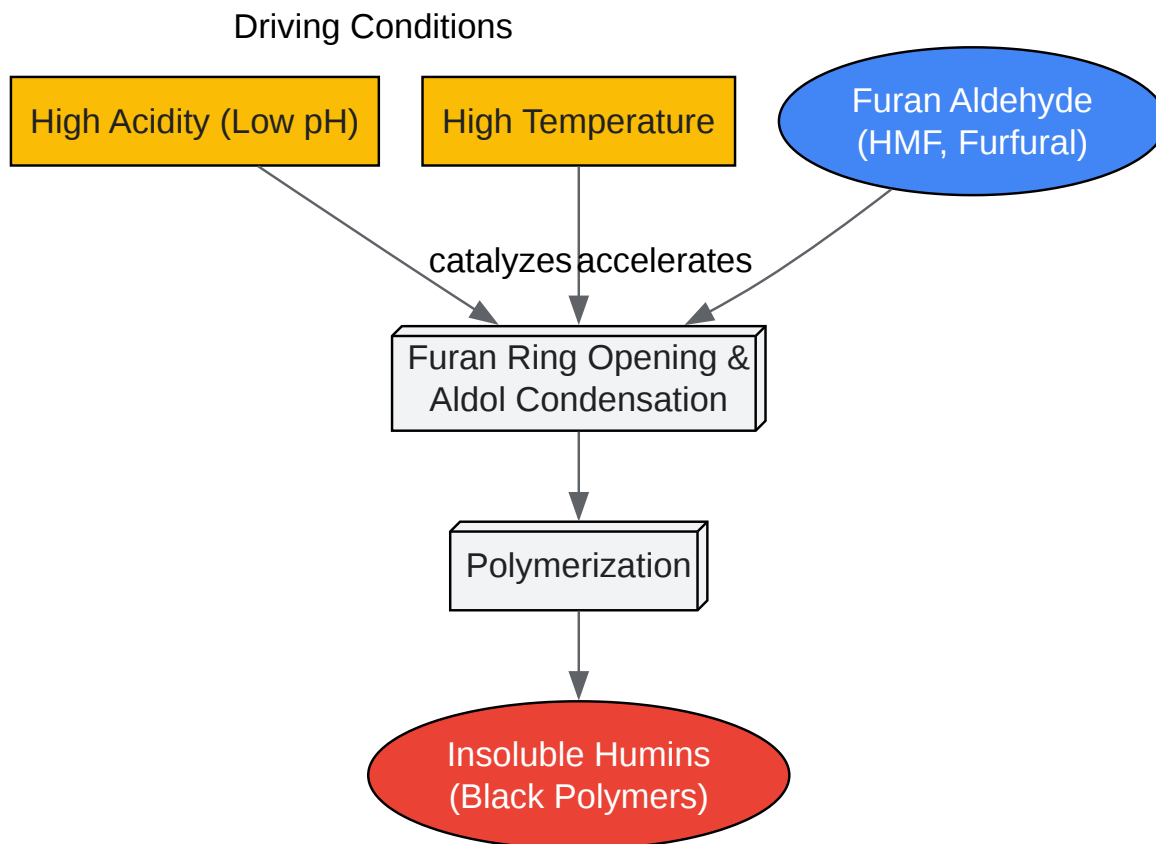 Driving Conditions
High Acidity (Low pH)
High Temperature
Furan Aldehyde
(HMF, Furfural)
catalyzes
accelerates
Furan Ring Opening &
Aldol Condensation
Polymerization
Insoluble Humins
(Black Polymers)